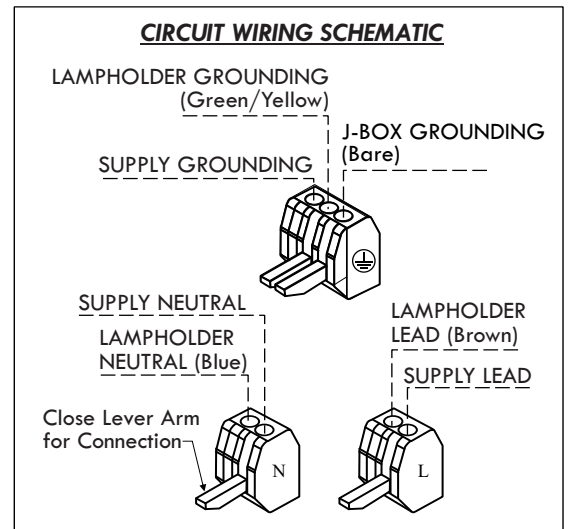 CIRCUIT WIRING SCHEMATIC
LAMPHOLDER GROUNDING
(Green/Yellow)
J-BOX GROUNDING
(Bare)
SUPPLY GROUNDING
SUPPLY NEUTRAL
LAMPHOLDER
NEUTRAL (Blue)
LAMPHOLDER
LEAD (Brown)
SUPPLY LEAD
Close Lever Arm
for Connection
N
L